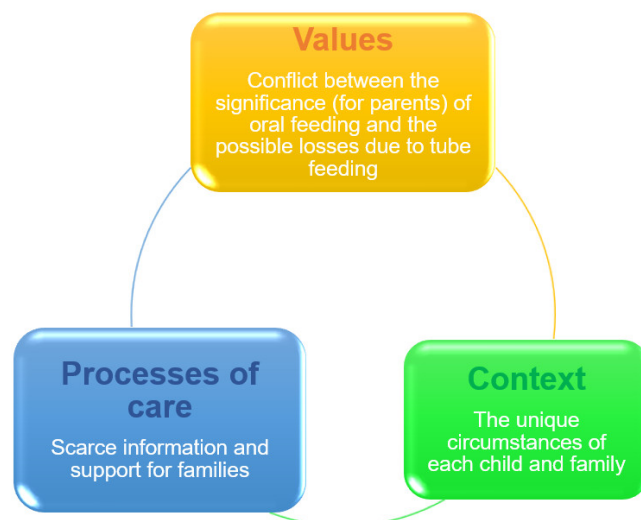 Values
Conflict between the
significance (for parents) of
oral feeding and the
possible losses due to tube
feeding
Processes of
care
Scarce information and
support for families
Context
The unique
circumstances of
each child and family